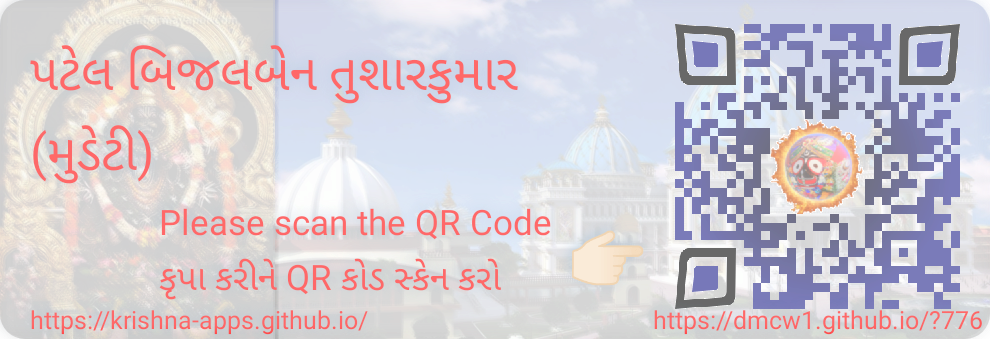 પટેલ બિજલબેન તુશારકુમાર
(મુડેટી)
Please scan the QR Code
કૃપા કરીને QR કોડ સ્કેન કરો
https://krishna-apps.github.io/
https://dmcw1.github.io/?776